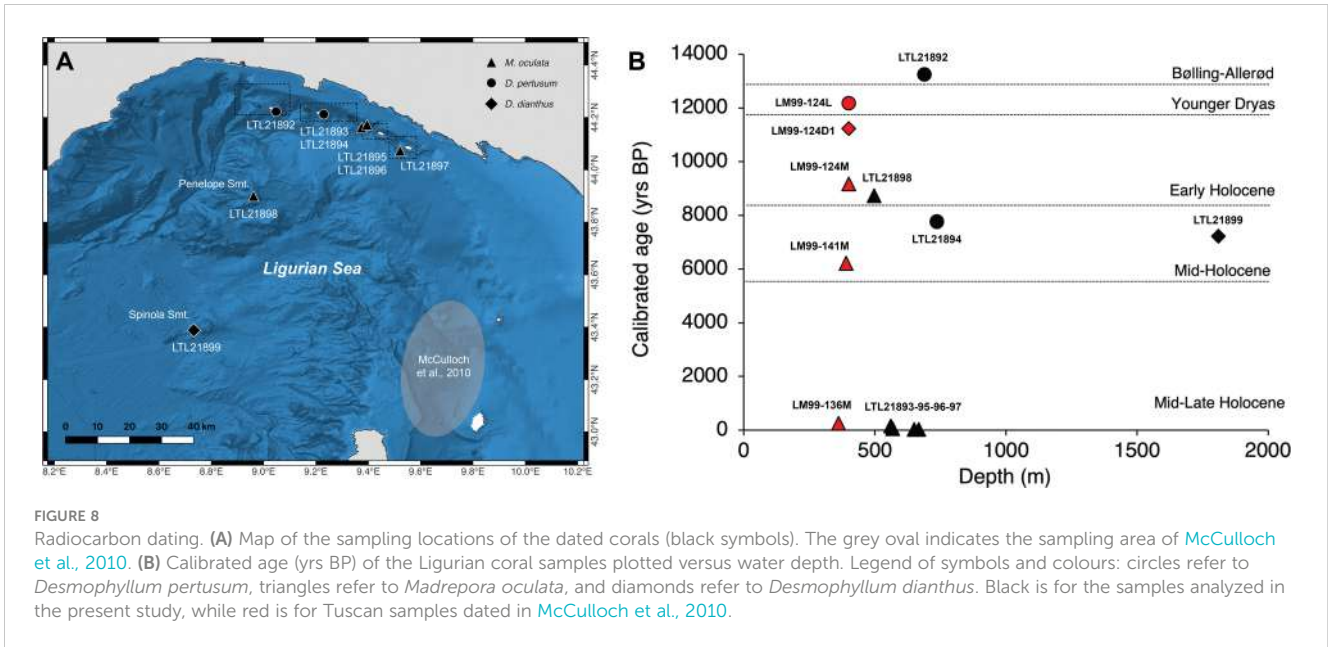 A
M. oculata
D. pertusum
D. dianthus
LTL21892
LTL21893
LTL21894
LTL21895
LTL21896
LTL21897
Penelope Smt.
LTL21898
Ligurian Sea
Spinola Smt.
LTL21899
McCulloch
et al., 2010
0 10 20 30 40 km
44.4°N
44.2°N
44.0°N
43.8°N
43.6°N
43.4°N
43.2°N
43.0°N
8.2°E 8.6°E 8.8°E 9.0°E 9.2°E 9.4°E 9.6°E 9.8°E 10.0°E 10.2°E
B
Calibrated age (yrs BP)
14000
12000
10000
8000
6000
4000
2000
0
LTL21892
Bølling-Allerød
LM99-124L
Younger Dryas
LM99-124D1
LM99-124M
LTL21898
Early Holocene
LTL21894
LTL21899
LM99-141M
Mid-Holocene
LM99-136M
LTL21893-95-96-97
Mid-Late Holocene
0 500 1000 1500 2000
Depth (m)
FIGURE 8
Radiocarbon dating. (A) Map of the sampling locations of the dated corals (black symbols). The grey oval indicates the sampling area of McCulloch
et al., 2010. (B) Calibrated age (yrs BP) of the Ligurian coral samples plotted versus water depth. Legend of symbols and colours: circles refer to
Desmophyllum pertusum, triangles refer to Madrepora oculata, and diamonds refer to Desmophyllum dianthus. Black is for the samples analyzed in
the present study, while red is for Tuscan samples dated in McCulloch et al., 2010.